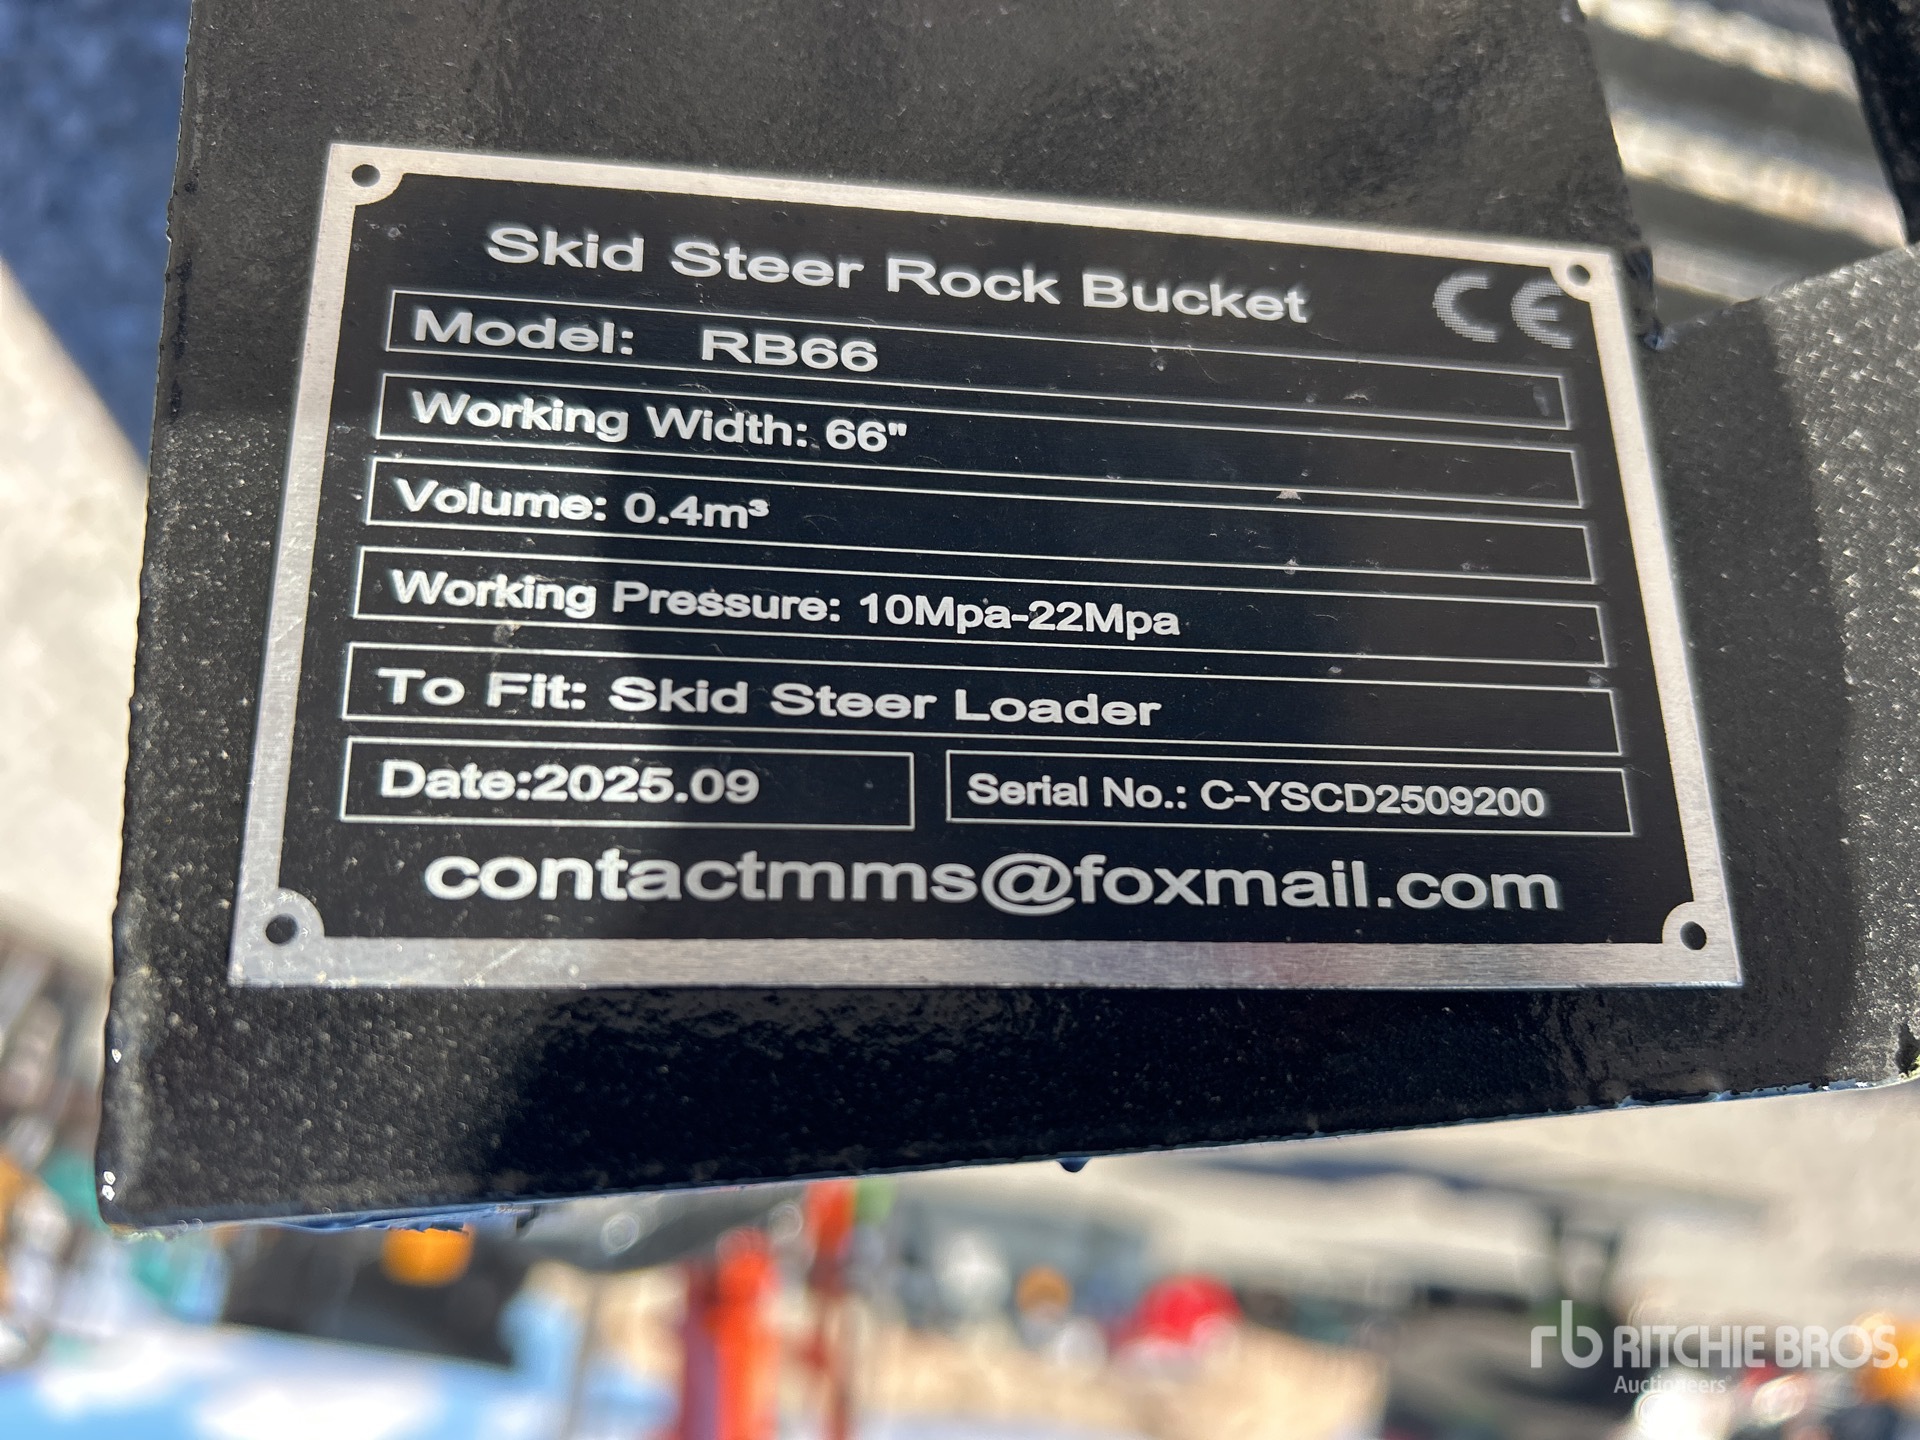 Skid Steer Rock Bucket
CE
Model: RB66
Working Width: 66"
Volume: 0.4m³
Working Pressure: 10Mpa-22Mpa
To Fit: Skid Steer Loader
Date:2025.09
Serial No.: C-YSCD2509200
contactmms@foxmail.com
rb RITCHIE BROS.
Auctioneers